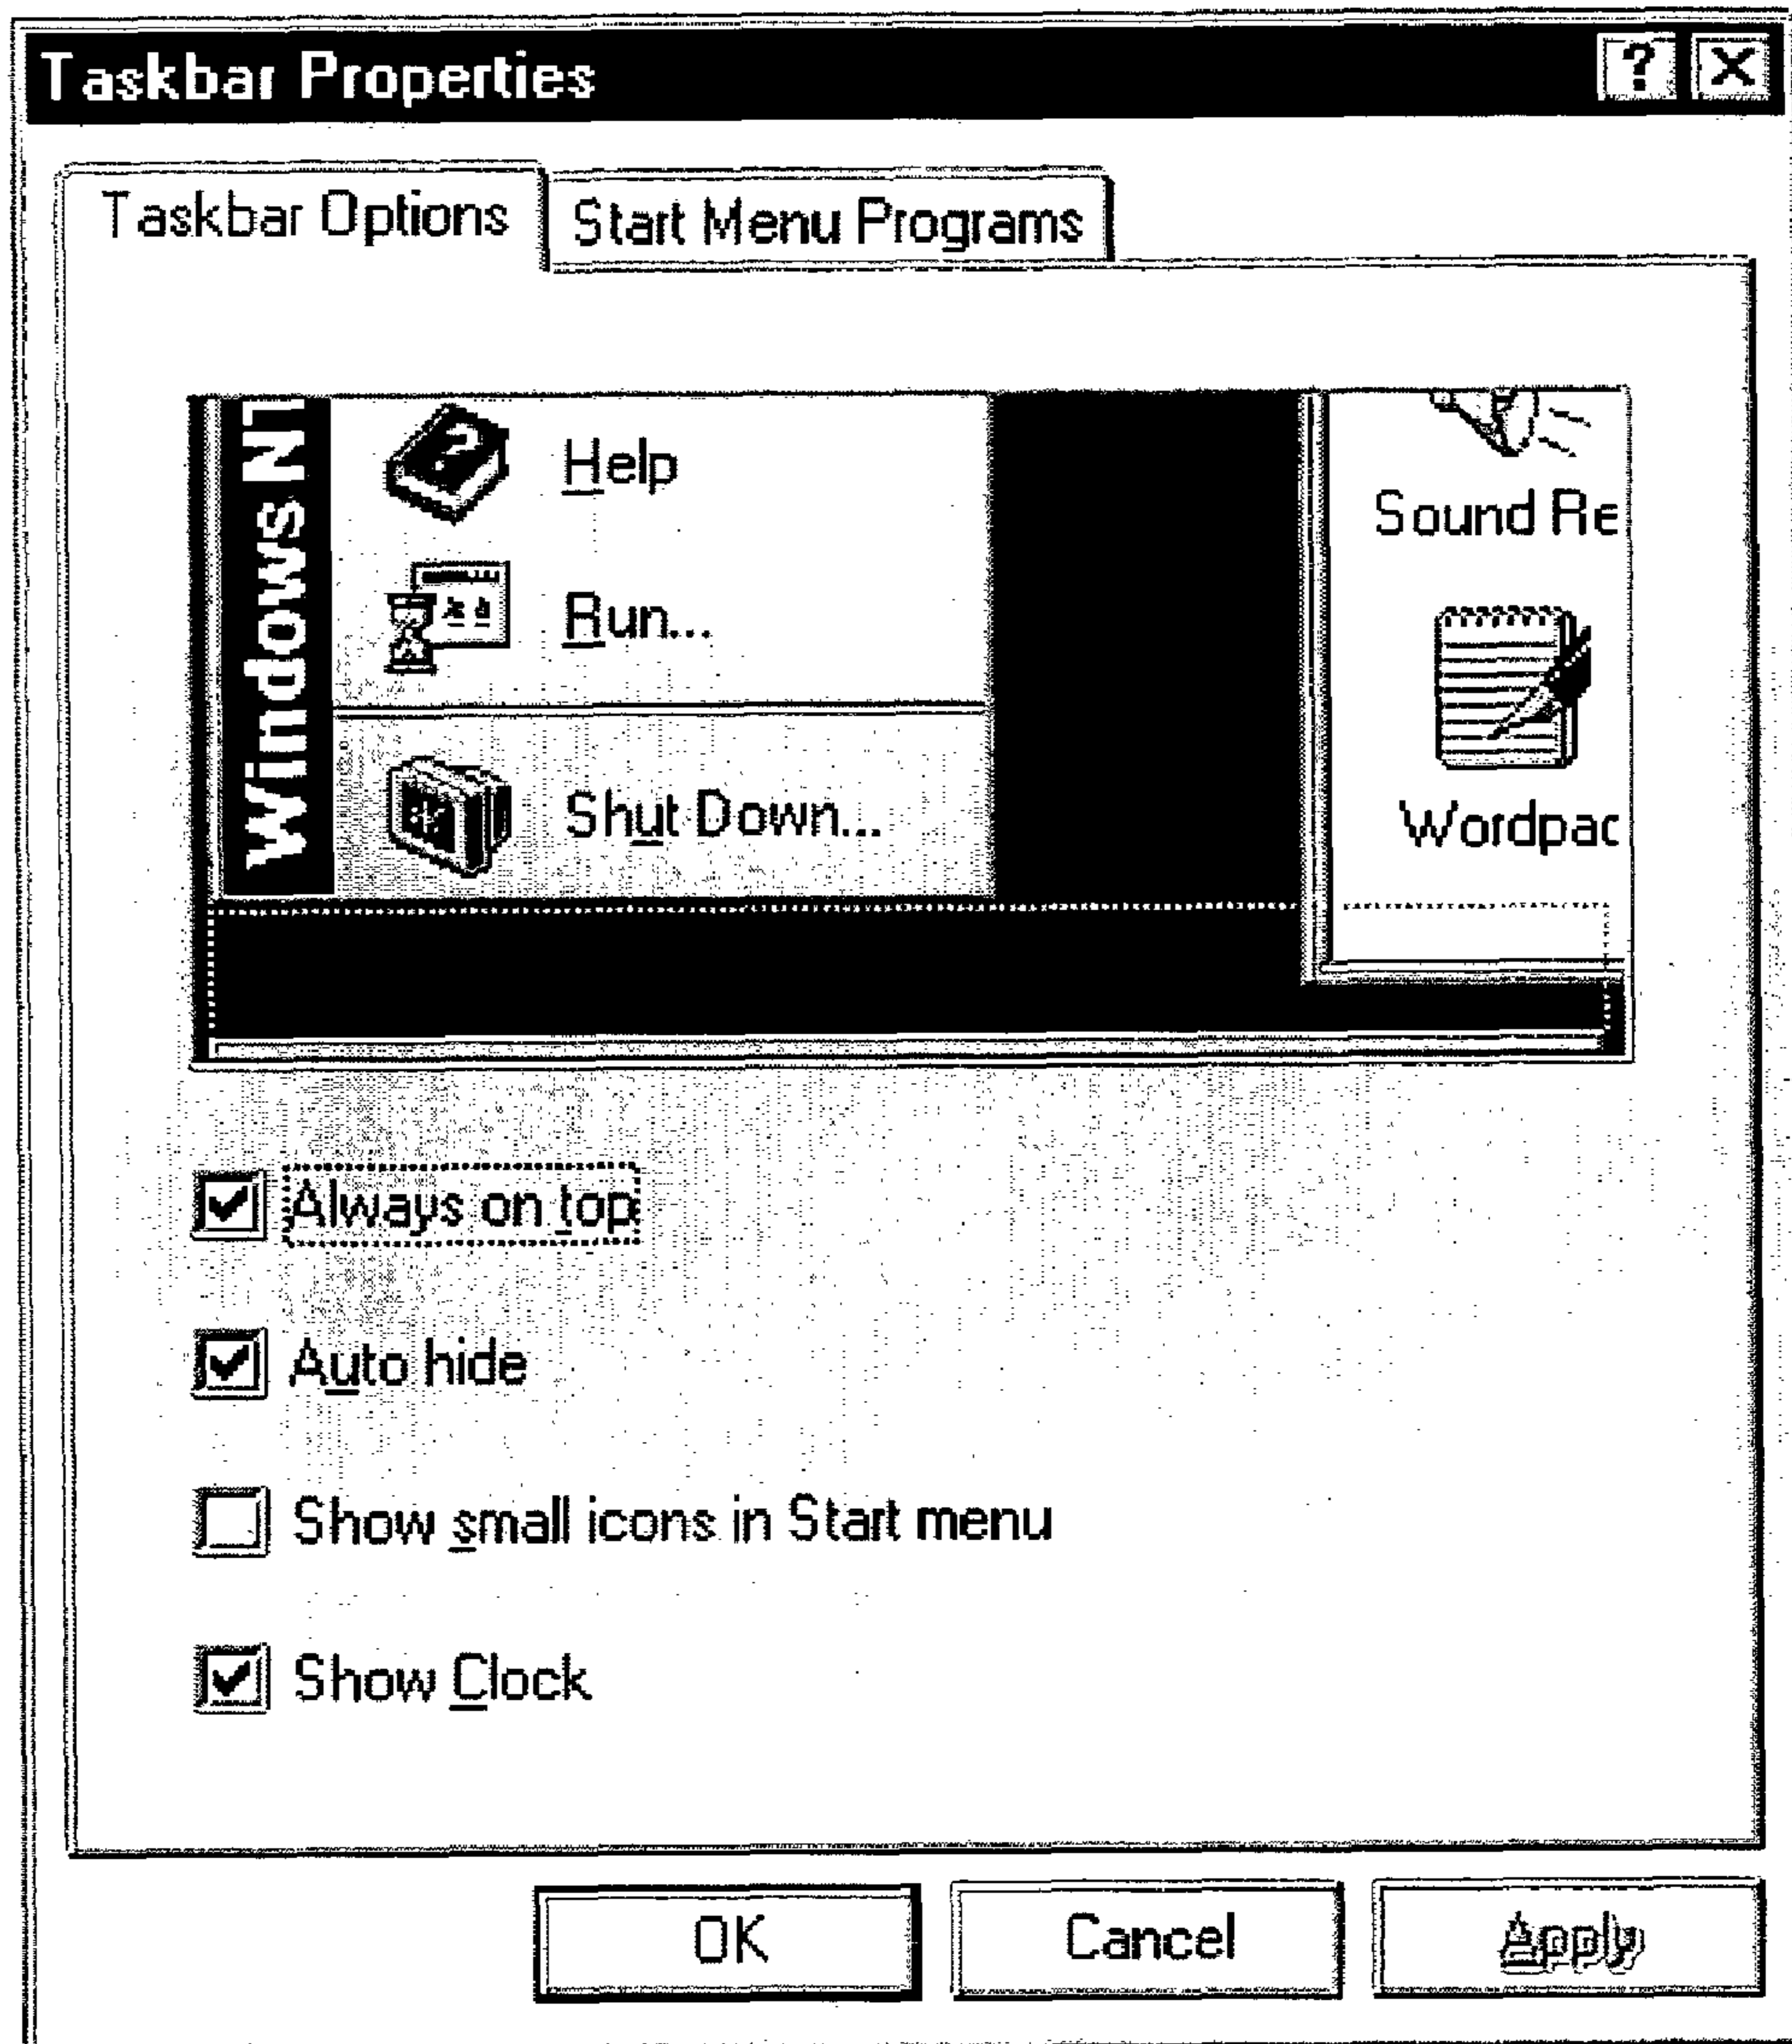 Taskbar Properties
Taskbar Options
Start Menu Programs
Windows NT
Help
Run...
Shut Down...
Sound Re
Wordpad
Always on top
Auto hide
Show small icons in Start menu
Show Clock
OK
Cancel
Apply